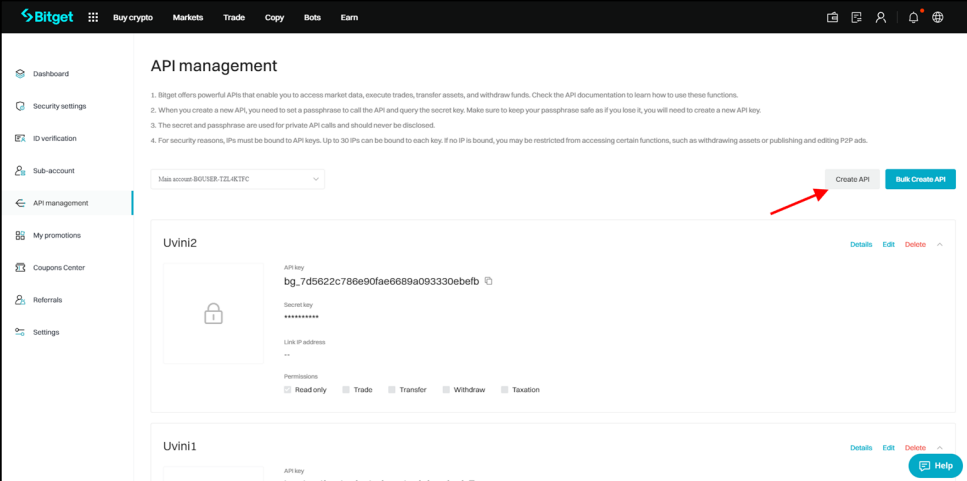 Bitget Buy crypto Markets Trade Copy Bots Earn
Dashboard
Security settings
ID verification
Sub-account
API management
My promotions
Coupons Center
Referrals
Settings
API management
1. Bitget offers powerful APIs that enable you to access market data, execute trades, transfer assets, and withdraw funds. Check the API documentation to learn how to use these functions.
2. When you create a new API, you need to set a passphrase to call the API and query the secret key. Make sure to keep your passphrase safe as if you lose it, you will need to create a new API key.
3. The secret and passphrase are used for private API calls and should never be disclosed.
4. For security reasons, IPs must be bound to API keys. Up to 30 IPs can be bound to each key. If no IP is bound, you may be restricted from accessing certain functions, such as withdrawing assets or publishing and editing P2P ads.
Main account-BGUSER-TZL4KTFC
Create API Bulk Create API
Uvini2
Details Edit Delete
API key
bg_7d5622c786e90fae6689a093330ebefb
Secret key
**********
Link IP address
--
Permissions
Read only Trade Transfer Withdraw Taxation
Uvini1
Details Edit Delete
API key
Help